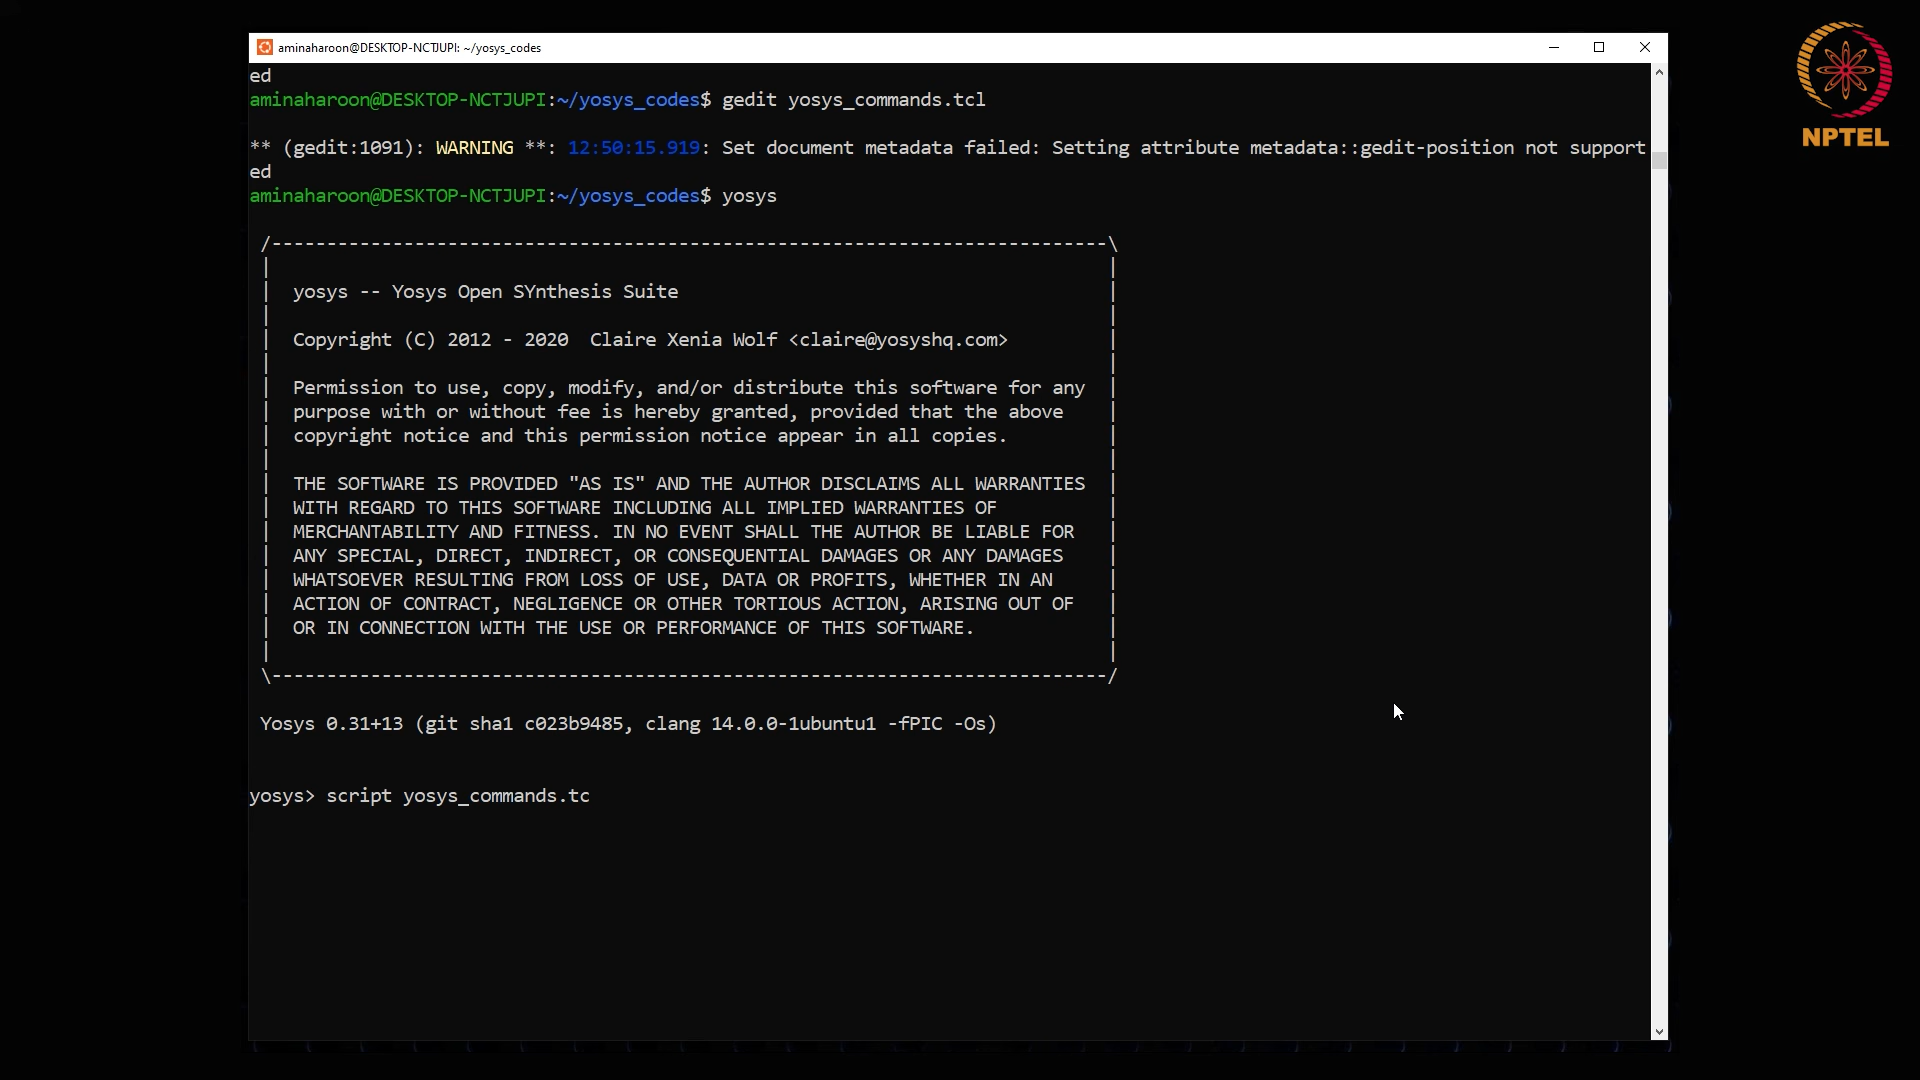 aminaharoon@DESKTOP-NCTJUPI: ~/yosys_codes
NPTEL
ed
aminaharoon@DESKTOP-NCTJUPI:~/yosys_codes$ gedit yosys_commands.tcl
** (gedit:1091): WARNING **: 12:50:15.919: Set document metadata failed: Setting attribute metadata::gedit-position not support
ed
aminaharoon@DESKTOP-NCTJUPI:~/yosys_codes$ yosys
/----------------------------------------------------------------------------\
|                                                                            |
|  yosys -- Yosys Open SYnthesis Suite                                       |
|                                                                            |
|  Copyright (C) 2012 - 2020  Claire Xenia Wolf <claire@yosyshq.com>         |
|                                                                            |
|  Permission to use, copy, modify, and/or distribute this software for any  |
|  purpose with or without fee is hereby granted, provided that the above    |
|  copyright notice and this permission notice appear in all copies.         |
|                                                                            |
|  THE SOFTWARE IS PROVIDED "AS IS" AND THE AUTHOR DISCLAIMS ALL WARRANTIES  |
|  WITH REGARD TO THIS SOFTWARE INCLUDING ALL IMPLIED WARRANTIES OF          |
|  MERCHANTABILITY AND FITNESS. IN NO EVENT SHALL THE AUTHOR BE LIABLE FOR   |
|  ANY SPECIAL, DIRECT, INDIRECT, OR CONSEQUENTIAL DAMAGES OR ANY DAMAGES    |
|  WHATSOEVER RESULTING FROM LOSS OF USE, DATA OR PROFITS, WHETHER IN AN     |
|  ACTION OF CONTRACT, NEGLIGENCE OR OTHER TORTIOUS ACTION, ARISING OUT OF   |
|  OR IN CONNECTION WITH THE USE OR PERFORMANCE OF THIS SOFTWARE.            |
|                                                                            |
\----------------------------------------------------------------------------/
Yosys 0.31+13 (git sha1 c023b9485, clang 14.0.0-1ubuntu1 -fPIC -Os)
yosys> script yosys_commands.tc